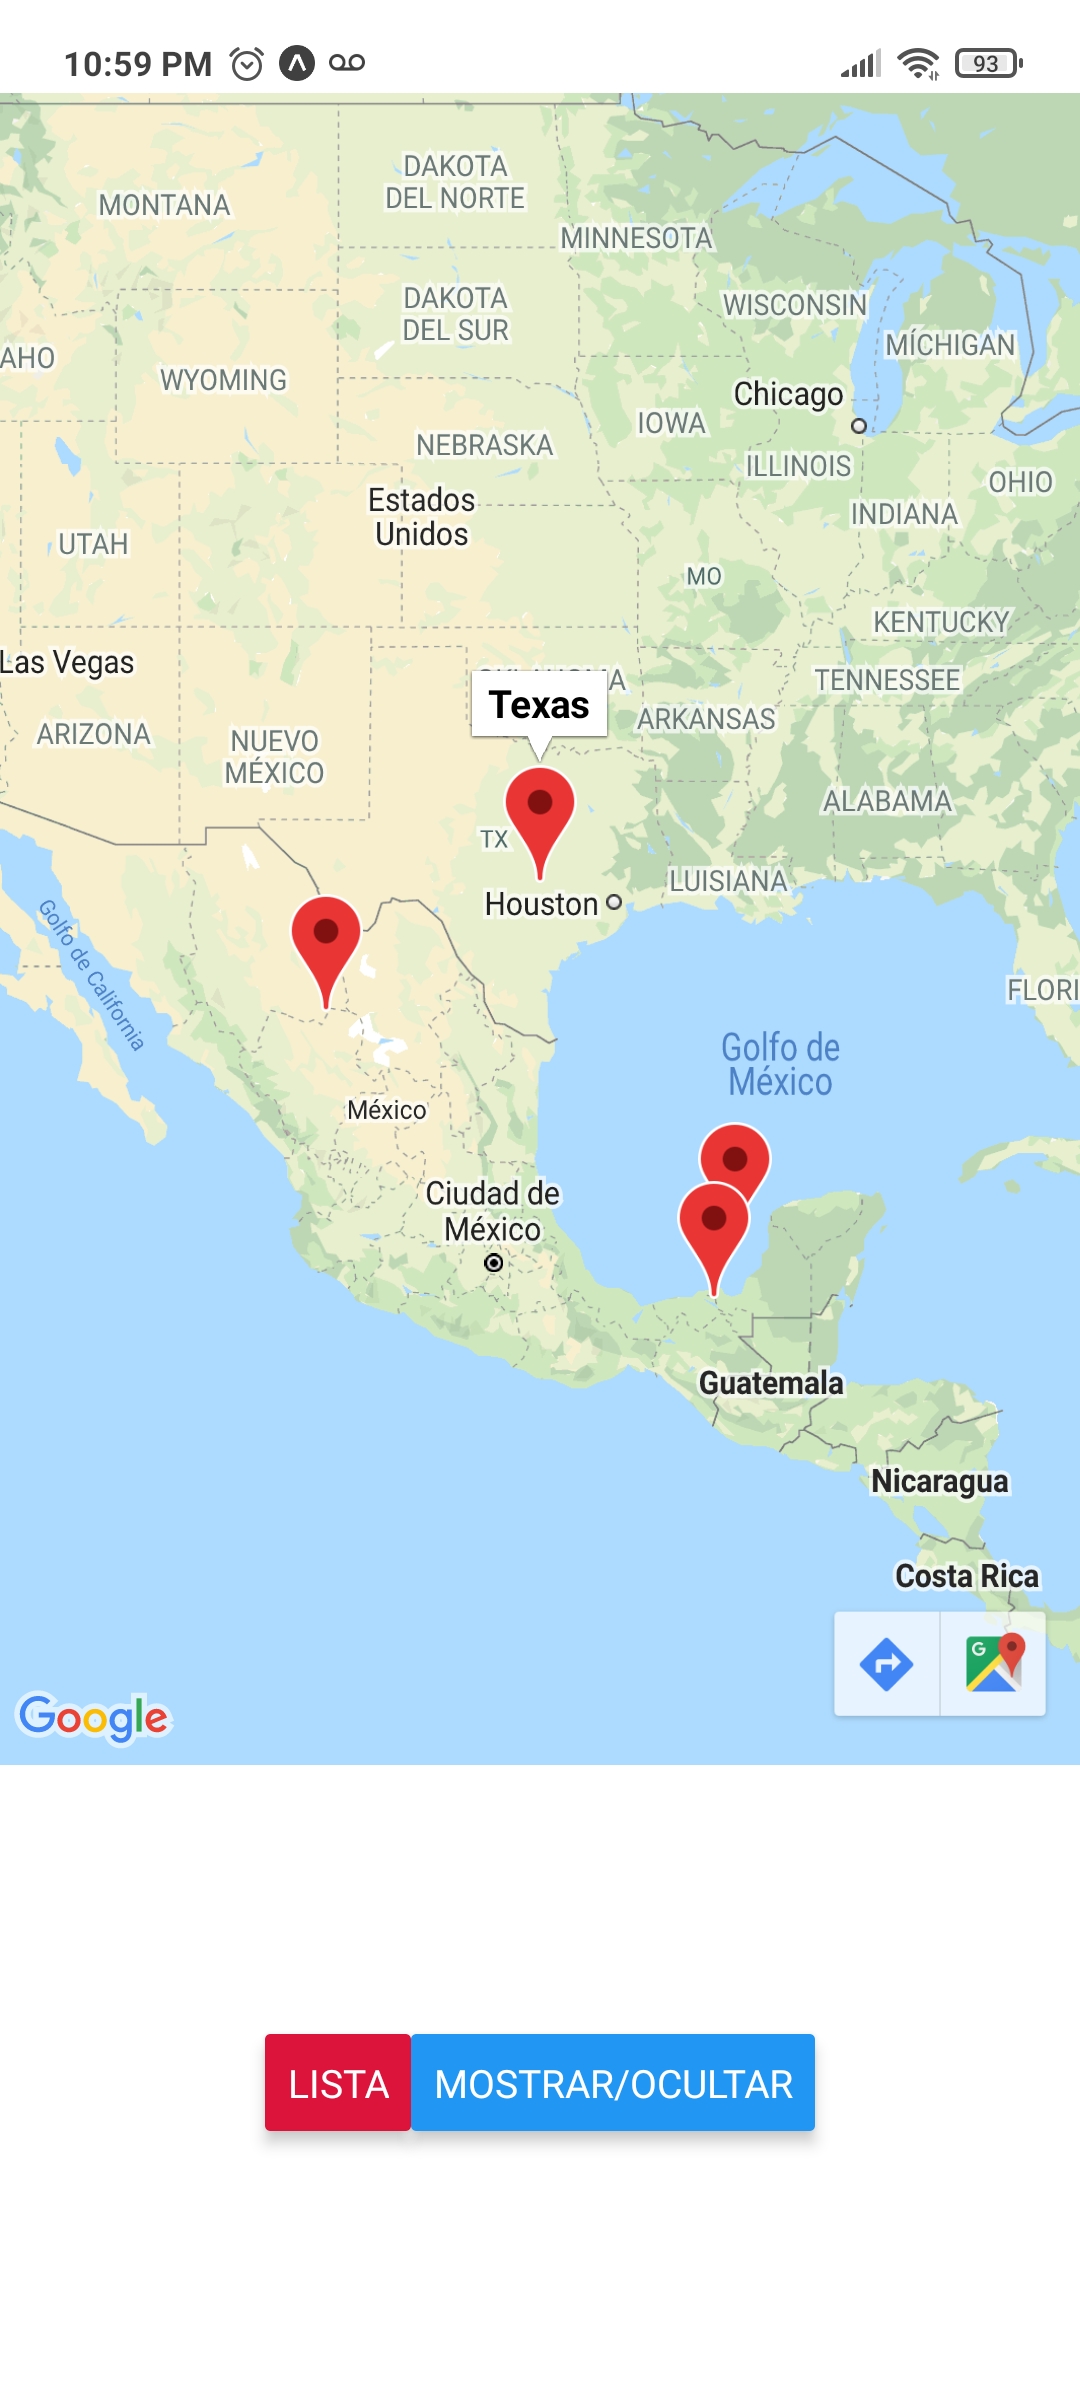 10:59 PM
93
DAKOTA
DEL NORTE
MONTANA
MINNESOTA
DAKOTA
DEL SUR
WISCONSIN
MÍCHIGAN
AHO
WYOMING
Chicago
IOWA
NEBRASKA
ILLINOIS
OHIO
Estados
Unidos
INDIANA
UTAH
MO
KENTUCKY
Las Vegas
TENNESSEE
Texas
ARKANSAS
ARIZONA
NUEVO
MÉXICO
ALABAMA
TX
LUISIANA
Houston
Golfo de California
FLORI
Golfo de
México
México
Ciudad de
México
Guatemala
Nicaragua
Costa Rica
G
Google
LISTA
MOSTRAR/OCULTAR